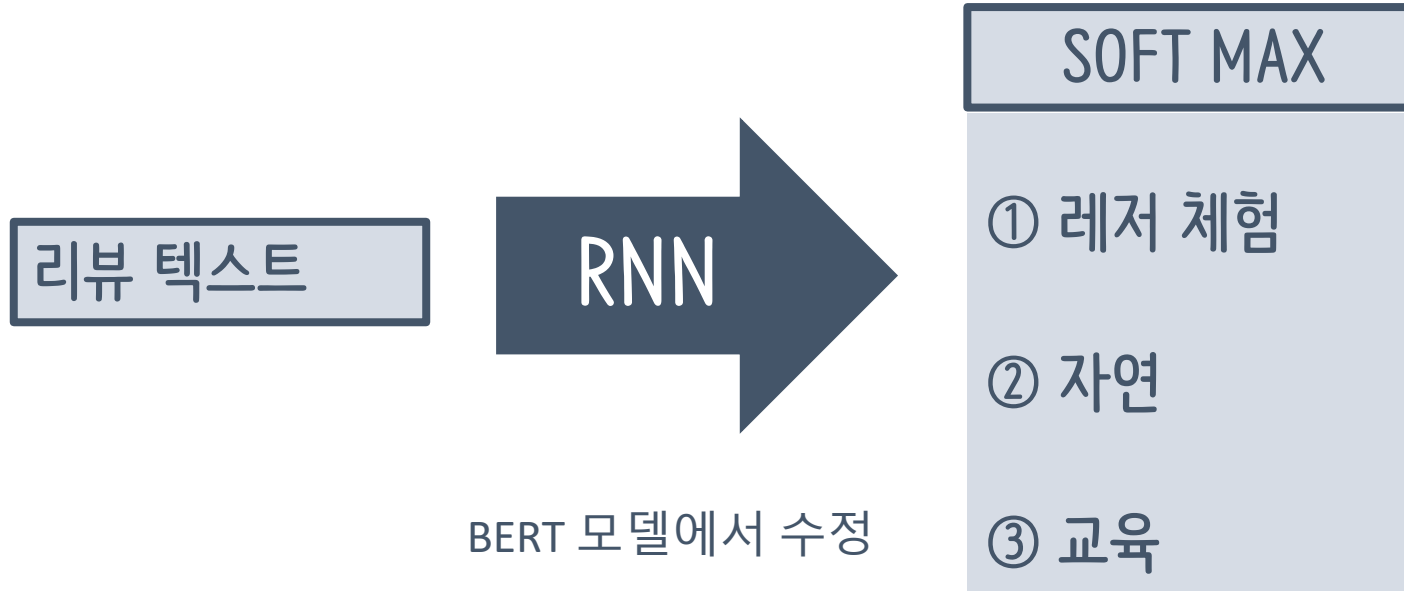 리뷰 텍스트
RNN
BERT 모델에서 수정
SOFT MAX
① 레저 체험
② 자연
③ 교육